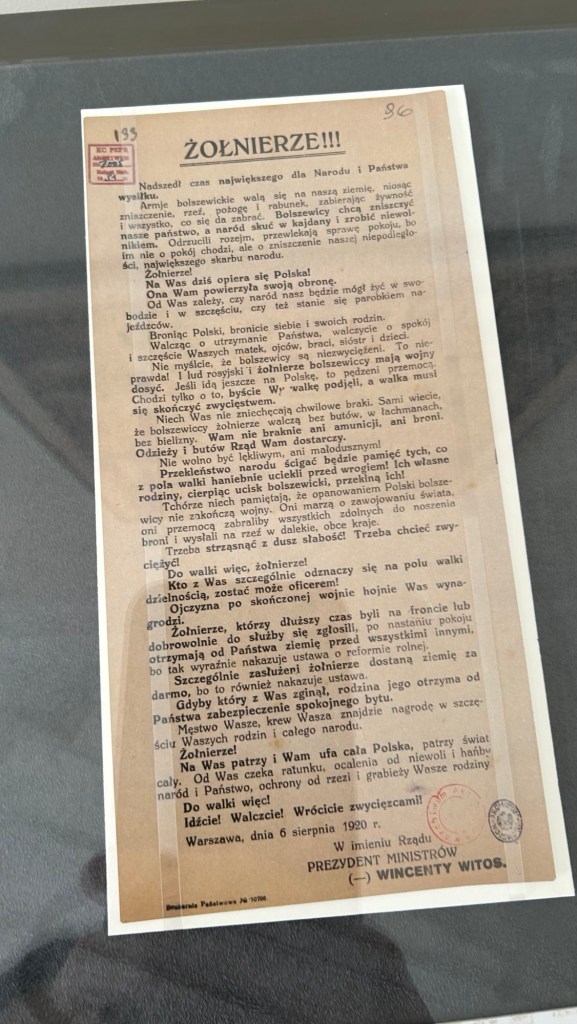 133
36
KC PZPR
ŻOŁNIERZE!!!
Nadszedł czas największego dla Narodu i Państwa
wysiłku.
Armje bolszewickie walą się na naszą ziemię, niosąc
zniszczenie, rzeź, pożogę i rabunek, zabierając żywność
i wszystko, co się da zabrać. Bolszewicy chcą zniszczyć
nasze państwo, a naród skuć w kajdany i zrobić niewol-
nikiem. Odrzucili rozejm, przewlekają sprawę pokoju, bo
im nie o pokój chodzi, ale o zniszczenie naszej niepodległo-
ści, największego skarbu narodu.
Żołnierze!
Na Was dziś opiera się Polska!
Ona Wam powierzyła swoją obronę.
Od Was zależy, czy naród nasz będzie mógł żyć w swo-
bodzie i w szczęściu, czy też stanie się parobkiem na-
jeźdzców.
Broniąc Polski, bronicie siebie i swoich rodzin.
Walcząc o utrzymanie Państwa, walczycie o spokój
i szczęście Waszych matek, ojców, braci, sióstr i dzieci.
Nie myślcie, że bolszewicy są niezwyciężeni. To nie-
prawda! I lud rosyjski i żołnierze bolszewiccy mają wojny
dosyć. Jeśli idą jeszcze na Polskę, to pędzeni przemocą.
Chodzi tylko o to, byście Wy walkę podjęli, a walka musi
się skończyć zwycięstwem.
Niech Was nie zniechęcają chwilowe braki. Sami wiecie,
że bolszewiccy żołnierze walczą bez butów, w łachmanach,
bez bielizny. Wam nie braknie ani amunicji, ani broni.
Odzieży i butów Rząd Wam dostarczy.
Nie wolno być lękliwym, ani małodusznym!
Przekleństwo narodu ścigać będzie pamięć tych, co
z pola walki haniebnie uciekli przed wrogiem! Ich własne
rodziny, cierpiąc ucisk bolszewicki, przeklną ich!
Tchórze niech pamiętają, że opanowaniem Polski bolsze-
wicy nie zakończą wojny. Oni marzą o zawojowaniu świata,
oni przemocą zabraliby wszystkich zdolnych do noszenia
broni i wysłali na rzeź w dalekie, obce kraje.
Trzeba strząsnąć z dusz słabość! Trzeba chcieć zwy-
ciężyć!
Do walki więc, żołnierze!
Kto z Was szczególnie odznaczy się na polu walki
dzielnością, zostać może oficerem!
Ojczyzna po skończonej wojnie hojnie Was wyna-
grodzi.
Żołnierze, którzy dłuższy czas byli na froncie lub
dobrowolnie do służby się zgłosili, po nastaniu pokoju
otrzymają od Państwa ziemię przed wszystkimi innymi,
bo tak wyraźnie nakazuje ustawa o reformie rolnej.
Szczególnie zasłużeni żołnierze dostaną ziemię za
darmo, bo to również nakazuje ustawa.
Gdyby który z Was zginął, rodzina jego otrzyma od
Państwa zabezpieczenie spokojnego bytu.
Męstwo Wasze, krew Wasza znajdzie nagrodę w szczę-
ściu Waszych rodzin i całego narodu.
Żołnierze!
Na Was patrzy i Wam ufa cała Polska, patrzy świat
cały. Od Was czeka ratunku, ocalenia od niewoli i hańby
naród i Państwo, ochrony od rzezi i grabieży Wasze rodziny
Do walki więc!
Idźcie! Walczcie! Wrócicie zwycięzcami!
Warszawa, dnia 6 sierpnia 1920 r.
W imieniu Rządu
PREZYDENT MINISTRÓW
(—) WINCENTY WITOS.
Drukarnia Państwowa № 10706.